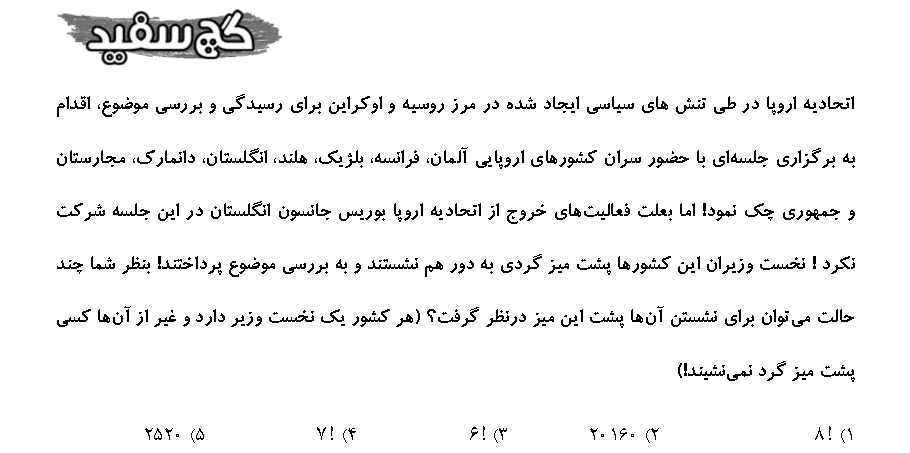 گچ سفید
اتحادیه اروپا در طی تنش های سیاسی ایجاد شده در مرز روسیه و اوکراین برای رسیدگی و بررسی موضوع، اقدام
به برگزاری جلسه‌ای با حضور سران کشورهای اروپایی آلمان، فرانسه، بلژیک، هلند، انگلستان، دانمارک، مجارستان
و جمهوری چک نمود! اما بعلت فعالیت‌های خروج از اتحادیه اروپا بوریس جانسون انگلستان در این جلسه شرکت
نکرد ! نخست وزیران این کشورها پشت میز گردی به دور هم نشستند و به بررسی موضوع پرداختند! بنظر شما چند
حالت می‌توان برای نشستن آن‌ها پشت این میز درنظر گرفت؟ (هر کشور یک نخست وزیر دارد و غیر از آن‌ها کسی
پشت میز گرد نمی‌نشیند!)
۱) ۸! ۲) ۲۰۱۶۰ ۳) ۶! ۴) ۷! ۵) ۲۵۲۰